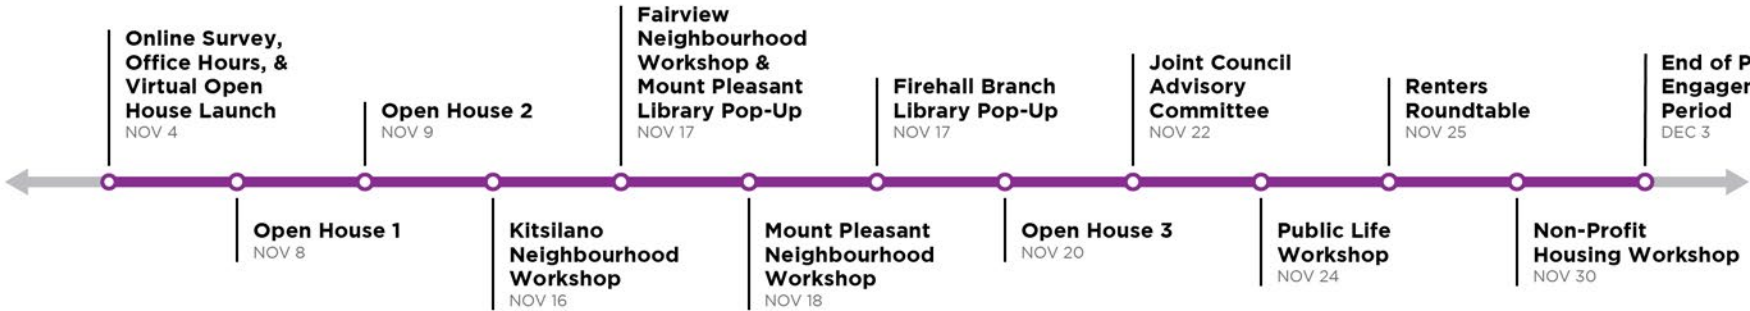 Online Survey,
Office Hours, &
Virtual Open
House Launch
NOV 4
Open House 1
NOV 8
Open House 2
NOV 9
Kitsilano
Neighbourhood
Workshop
NOV 16
Fairview
Neighbourhood
Workshop &
Mount Pleasant
Library Pop-Up
NOV 17
Mount Pleasant
Neighbourhood
Workshop
NOV 18
Firehall Branch
Library Pop-Up
NOV 17
Open House 3
NOV 20
Joint Council
Advisory
Committee
NOV 22
Public Life
Workshop
NOV 24
Renters
Roundtable
NOV 25
Non-Profit
Housing Workshop
NOV 30
End of
Period
DEC 3